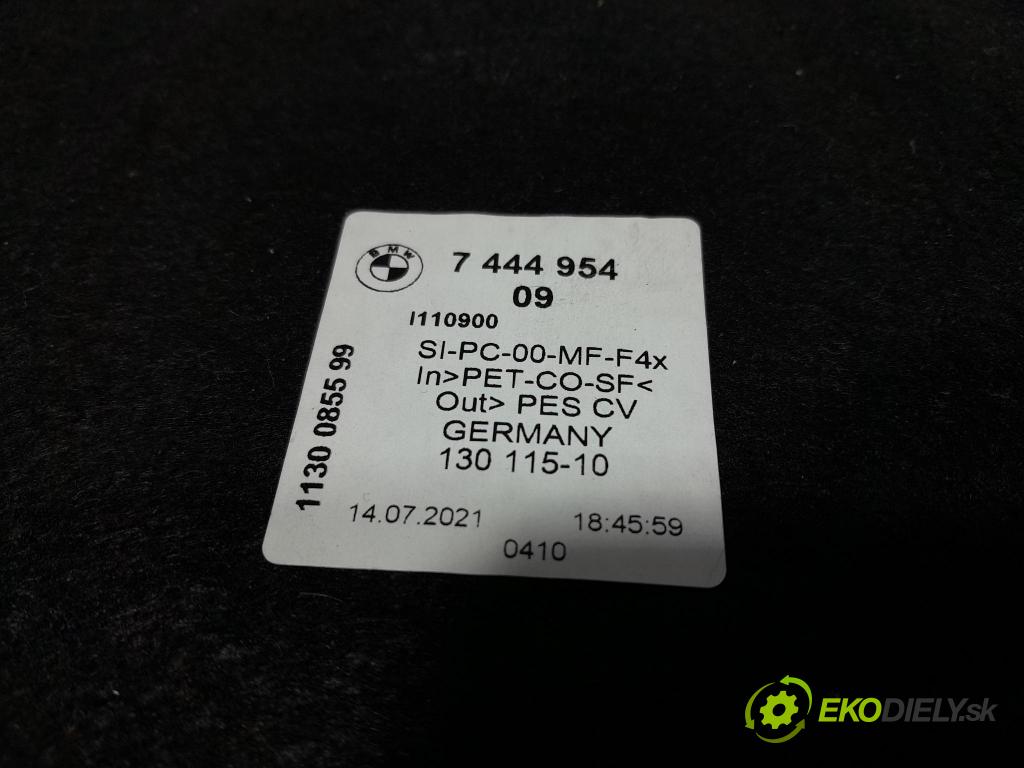 BMW
7 444 954
09
I110900
SI-PC-00-MF-F4x
In>PET-CO-SF<
Out> PES CV
GERMANY
130 115-10
1130 0855 99
14.07.2021 18:45:59
0410
EKODIELY.sk